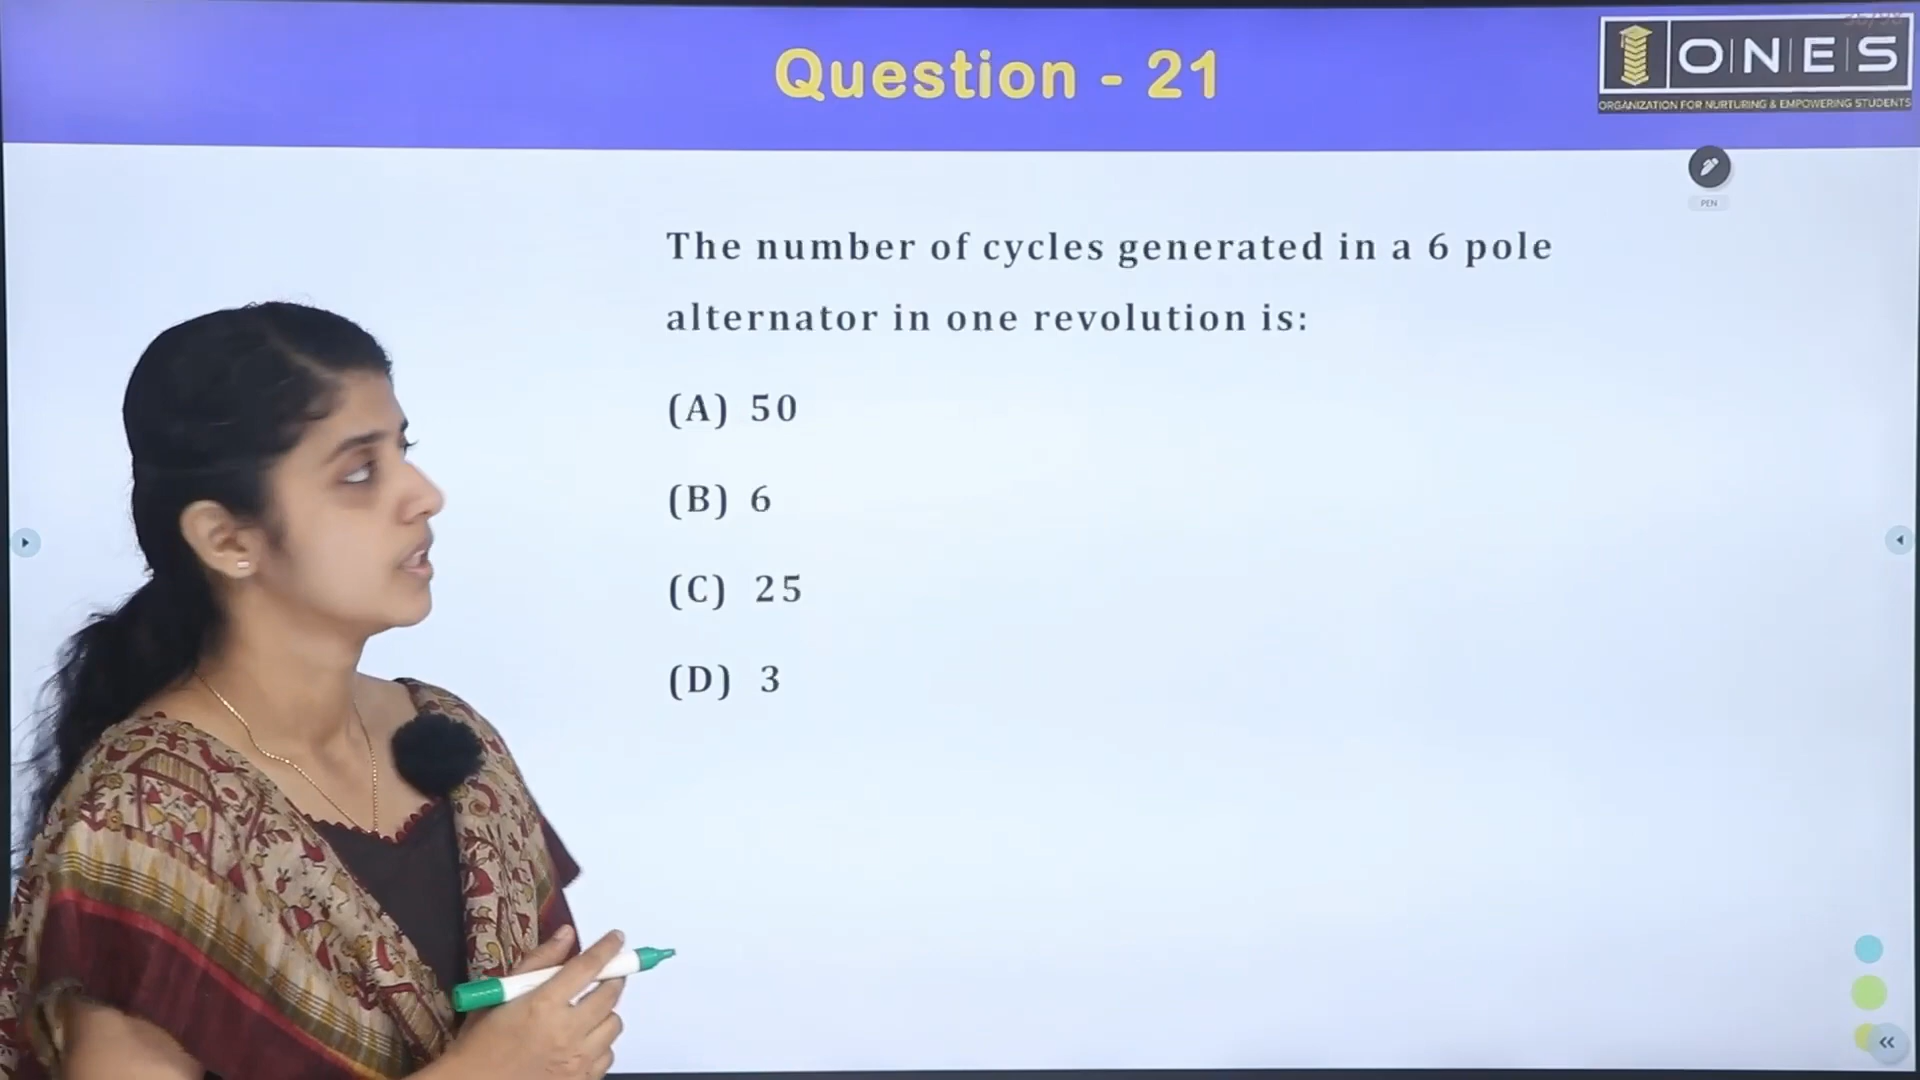 Question - 21
O|N|E|S
ORGANIZATION FOR NURTURING & EMPOWERING STUDENTS
PEN
The number of cycles generated in a 6 pole
alternator in one revolution is:
(A) 50
(B) 6
(C) 25
(D) 3